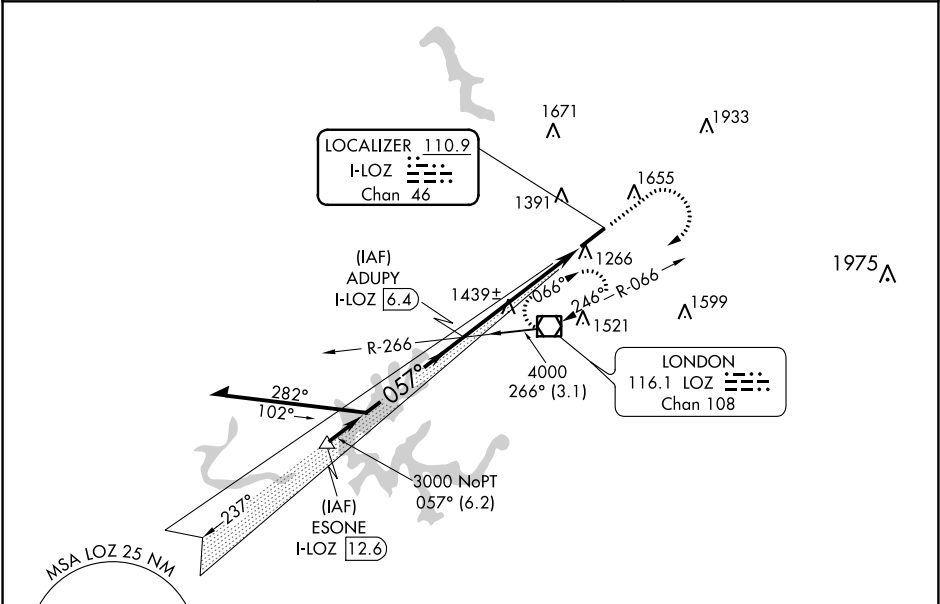 1671
1933
LOCALIZER 110.9
I-LOZ
Chan 46
1655
1391
(IAF)
ADUPY
I-LOZ 6.4
1439±
1266
066°
246°
R-066
1975
1599
1521
R-266
4000
266° (3.1)
LONDON
116.1 LOZ
Chan 108
057°
282°
102°
3000 NoPT
057° (6.2)
237°
(IAF)
ESONE
I-LOZ 12.6
MSA LOZ 25 NM